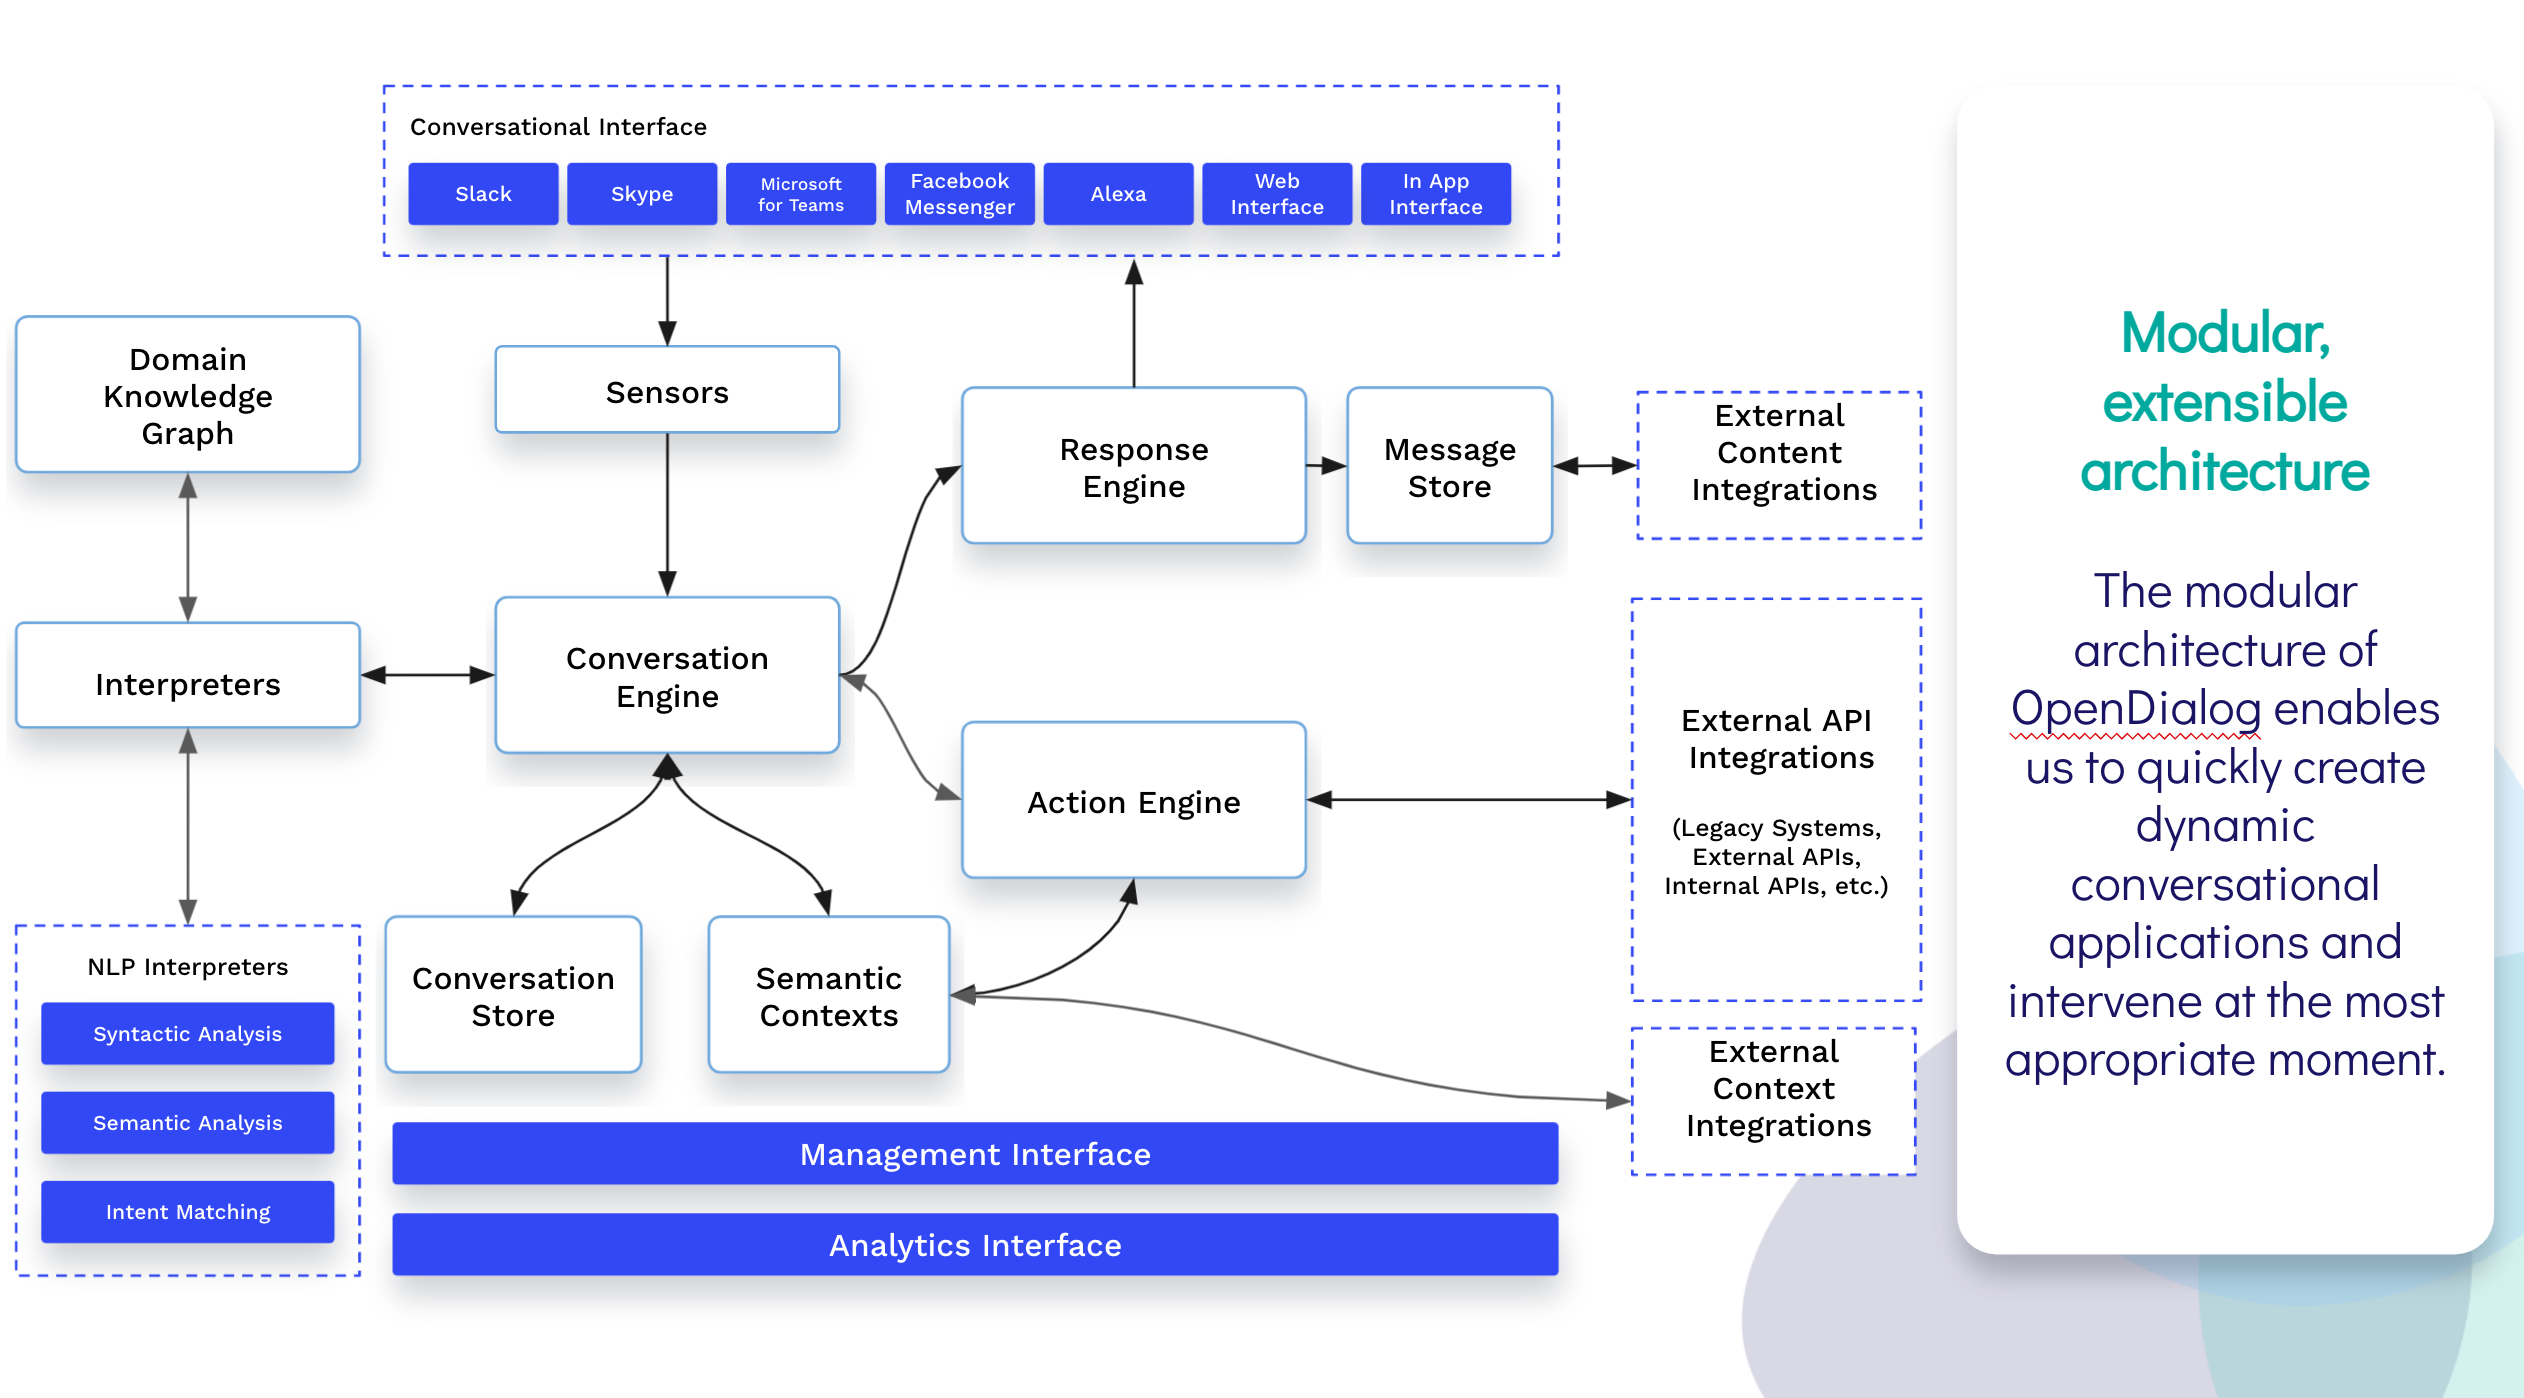 Conversational Interface
Slack
Skype
Microsoft
for Teams
Facebook
Messenger
Alexa
Web
Interface
In App
Interface
Domain
Knowledge
Graph
Sensors
Response
Engine
Message
Store
External
Content
Integrations
Interpreters
Conversation
Engine
Action Engine
External API
Integrations
(Legacy Systems,
External APIs,
Internal APIs, etc.)
NLP Interpreters
Syntactic Analysis
Semantic Analysis
Intent Matching
Conversation
Store
Semantic
Contexts
External
Context
Integrations
Management Interface
Analytics Interface
Modular,
extensible
architecture
The modular
architecture of
OpenDialog enables
us to quickly create
dynamic
conversational
applications and
intervene at the most
appropriate moment.